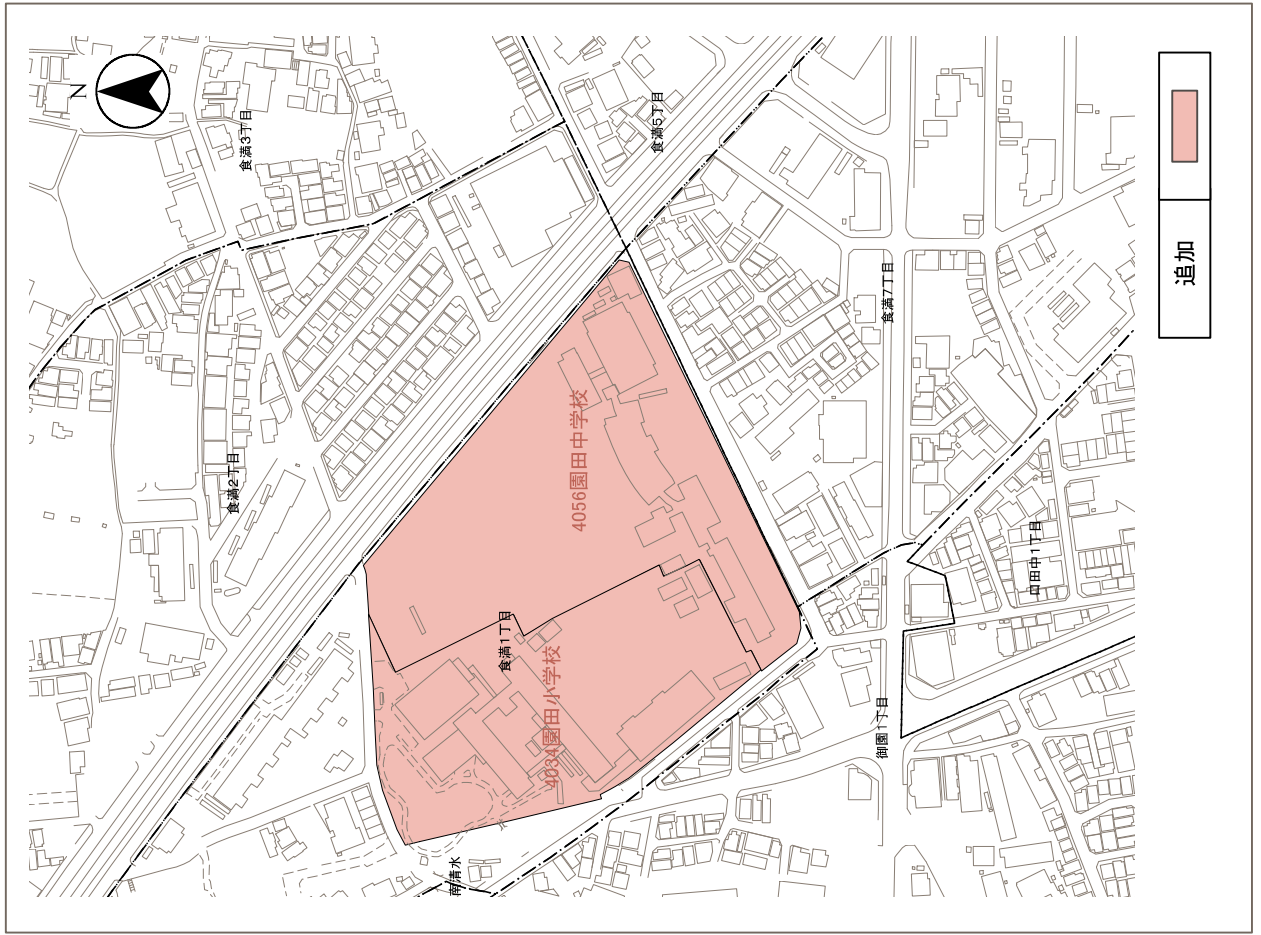 N
食満3丁目
食満5丁目
食満2丁目
食満7丁目
4056園田中学校
食満1丁目
4034園田小学校
口田中1丁目
御園1丁目
南清水
追加